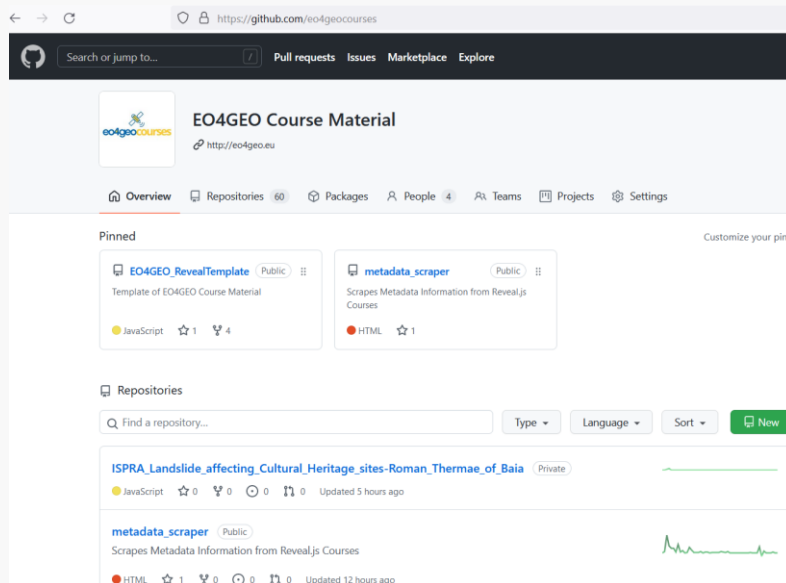 https://github.com/eo4geocourses
Search or jump to... / Pull requests Issues Marketplace Explore
eo4geocourses
EO4GEO Course Material
http://eo4geo.eu
Overview Repositories 60 Packages People 4 Teams Projects Settings
Pinned
Customize your pin
EO4GEO_RevealTemplate Public
Template of EO4GEO Course Material
JavaScript 1 4
metadata_scraper Public
Scrapes Metadata Information from Reveal.js
Courses
HTML 1
Repositories
Find a repository... Type Language Sort New
ISPRA_Landslide_affecting_Cultural_Heritage_sites-Roman_Thermae_of_Baia Private
JavaScript 0 0 0 0 Updated 5 hours ago
metadata_scraper Public
Scrapes Metadata Information from Reveal.js Courses
HTML 1 0 0 0 Updated 12 hours ago